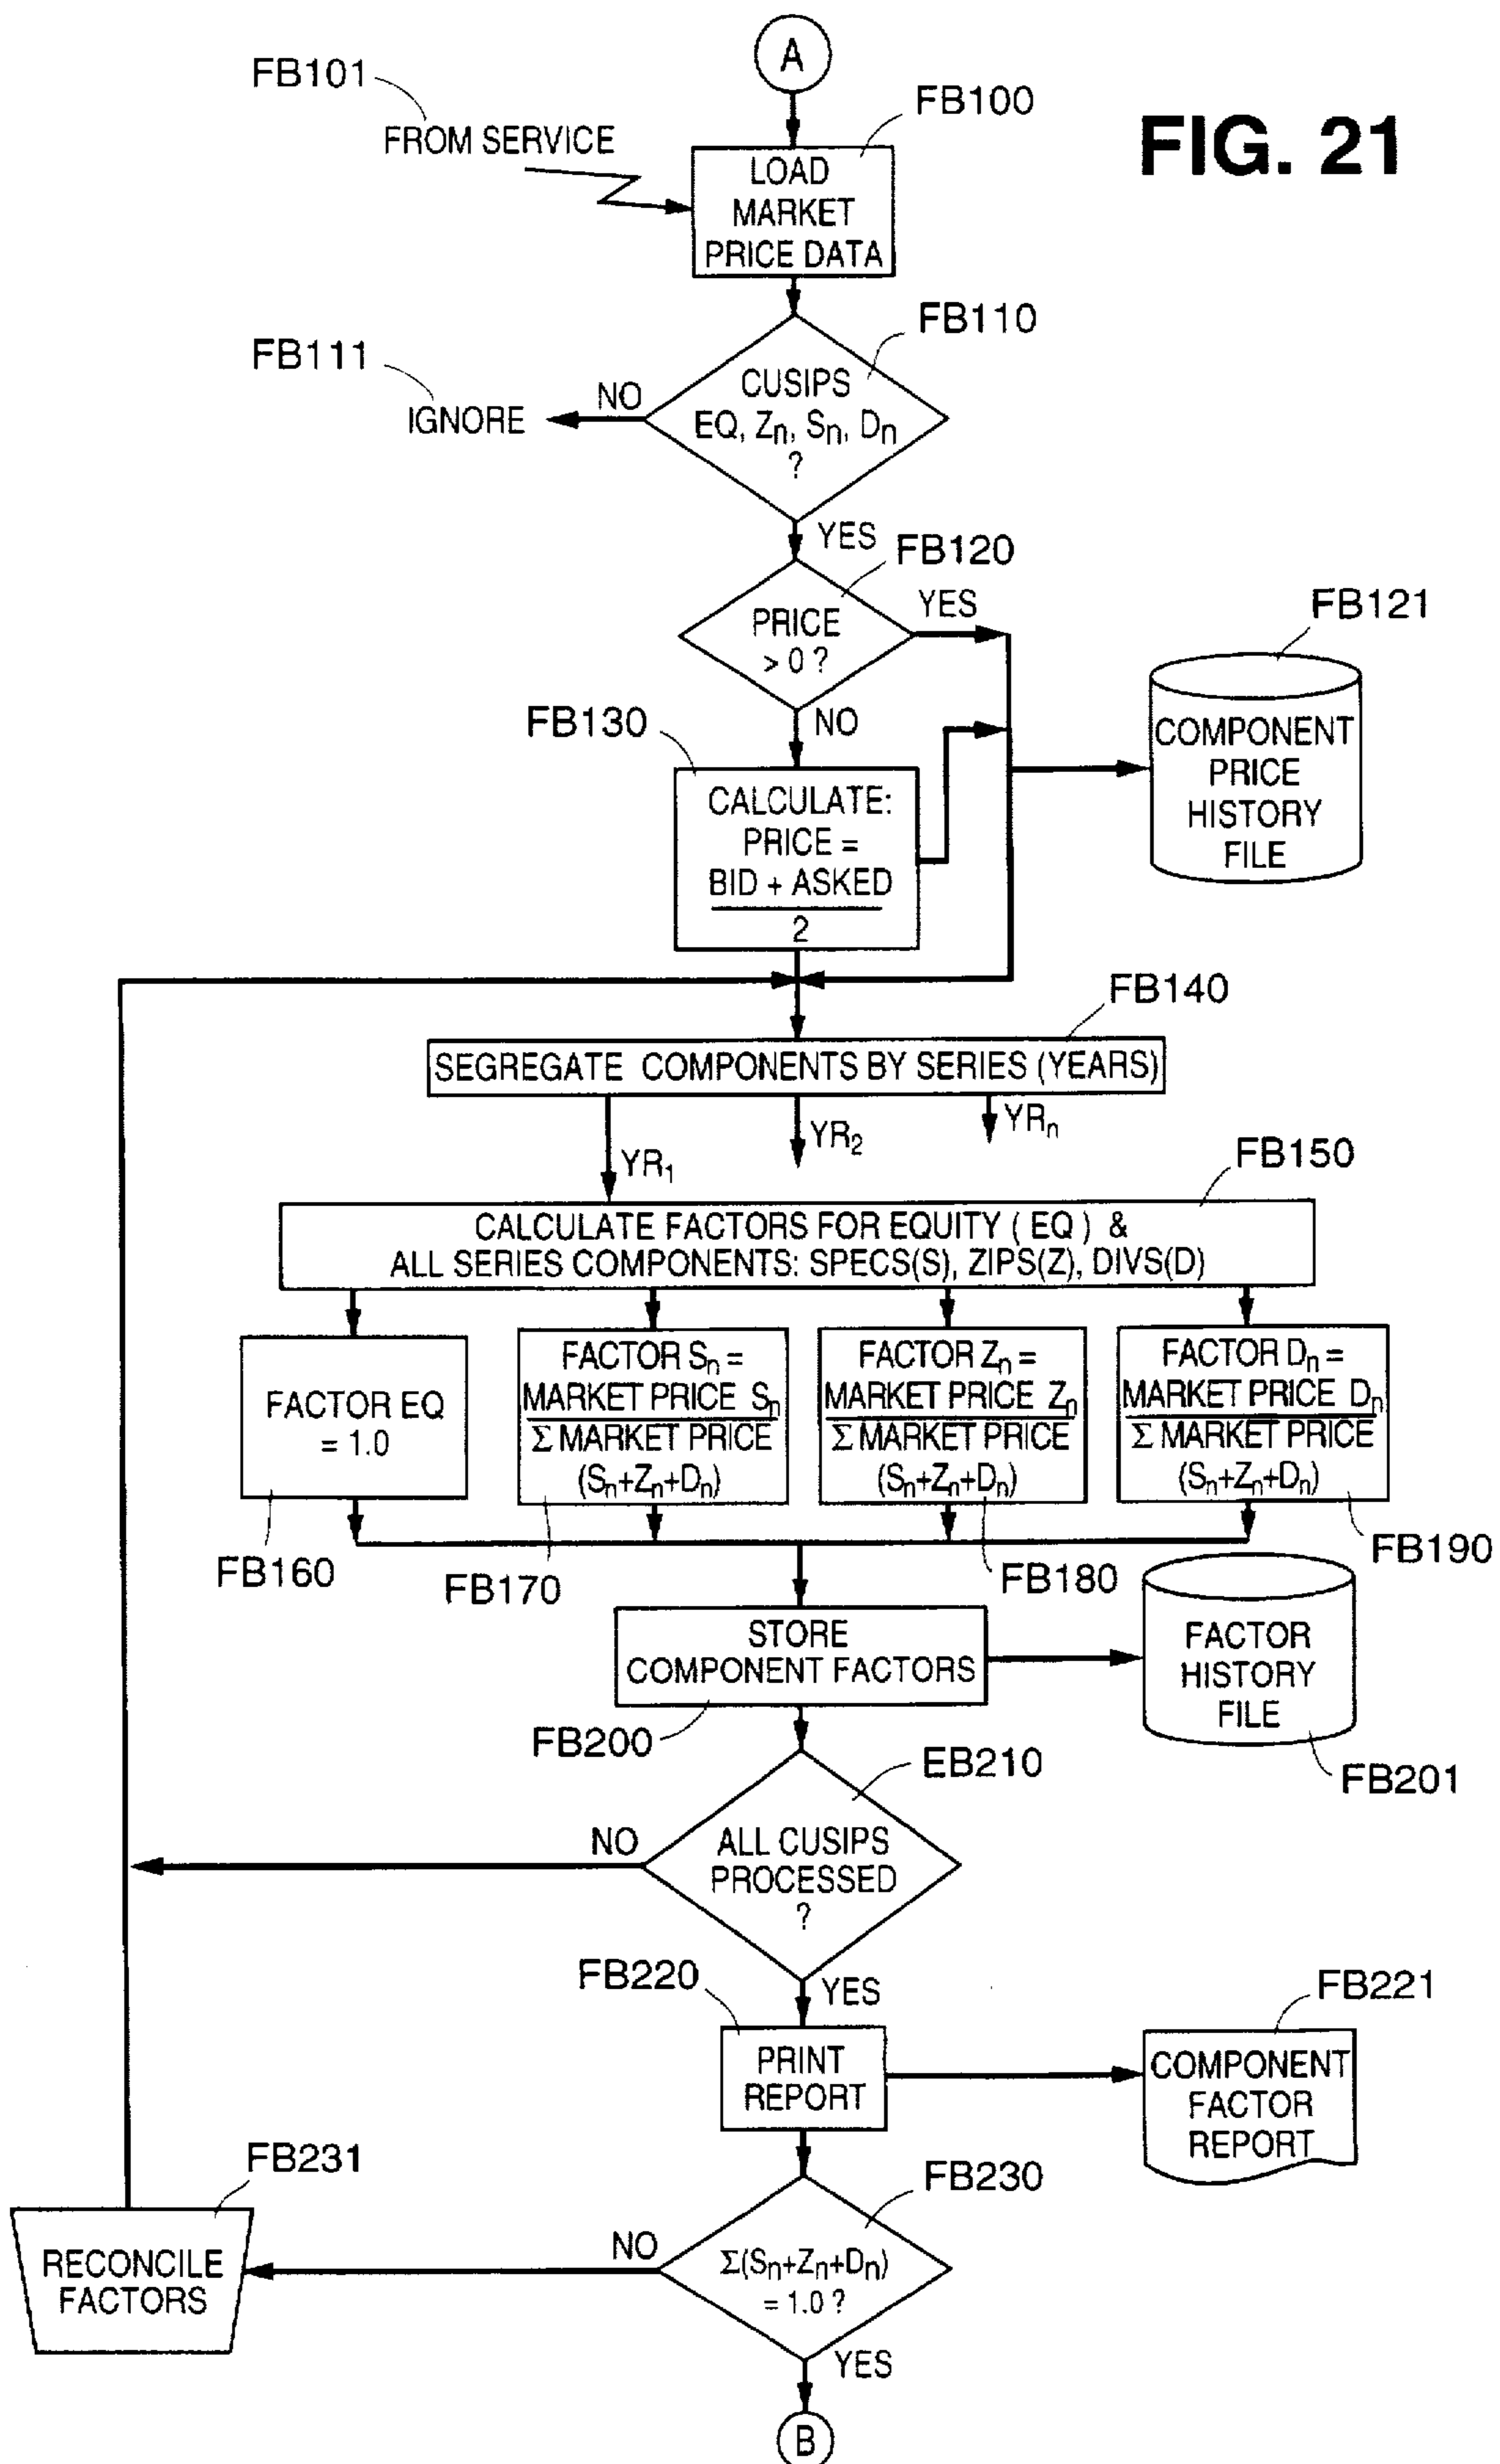 A
FB101
FB100
FIG. 21
FROM SERVICE
LOAD
MARKET
PRICE DATA
FB110
FB111
CUSIPS
EQ, Zn, Sn, Dn
?
NO
IGNORE
YES
FB120
PRICE
> 0 ?
YES
FB121
COMPONENT
PRICE
HISTORY
FILE
NO
FB130
CALCULATE:
PRICE =
BID + ASKED
2
FB140
SEGREGATE COMPONENTS BY SERIES (YEARS)
YR1
YR2
YRn
FB150
CALCULATE FACTORS FOR EQUITY ( EQ ) &
ALL SERIES COMPONENTS: SPECS(S), ZIPS(Z), DIVS(D)
FACTOR EQ
= 1.0
FACTOR Sn =
MARKET PRICE Sn
Σ MARKET PRICE
(Sn+Zn+Dn)
FACTOR Zn =
MARKET PRICE Zn
Σ MARKET PRICE
(Sn+Zn+Dn)
FACTOR Dn =
MARKET PRICE Dn
Σ MARKET PRICE
(Sn+Zn+Dn)
FB160
FB170
FB180
FB190
STORE
COMPONENT FACTORS
FACTOR
HISTORY
FILE
FB200
FB201
EB210
ALL CUSIPS
PROCESSED
?
NO
YES
FB220
PRINT
REPORT
FB221
COMPONENT
FACTOR
REPORT
FB230
Σ(Sn+Zn+Dn)
= 1.0 ?
NO
FB231
RECONCILE
FACTORS
YES
B